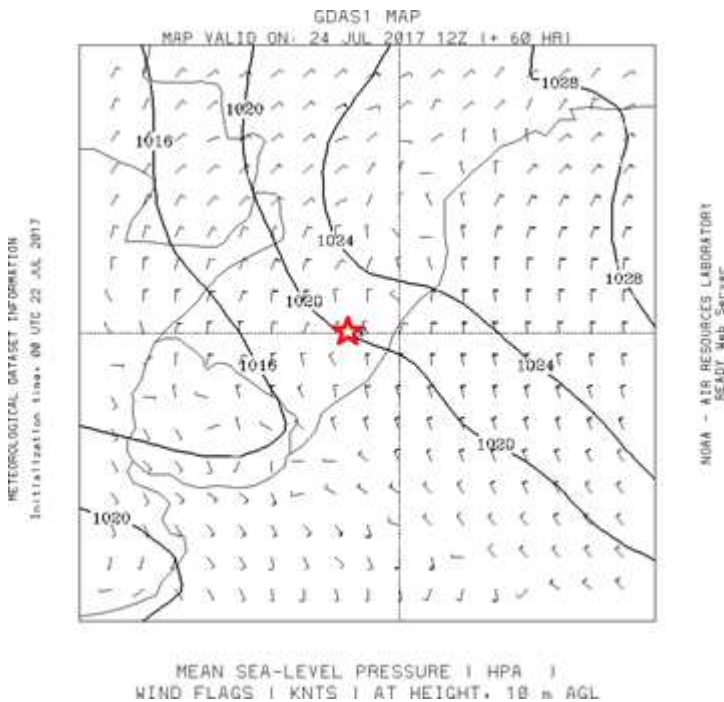 GDAS1 MAP
MAP VALID ON: 24 JUL 2017 12Z (+ 60 HR)
1028
1020
1016
1024
1028
1020
1016
1024
1020
1020
METEOROLOGICAL DATASET INFORMATION
Initialization time: 00 UTC 22 JUL 2017
NOAA - AIR RESOURCES LABORATORY
READY Web Server
MEAN SEA-LEVEL PRESSURE ( HPA )
WIND FLAGS ( KNTS ) AT HEIGHT: 10 m AGL